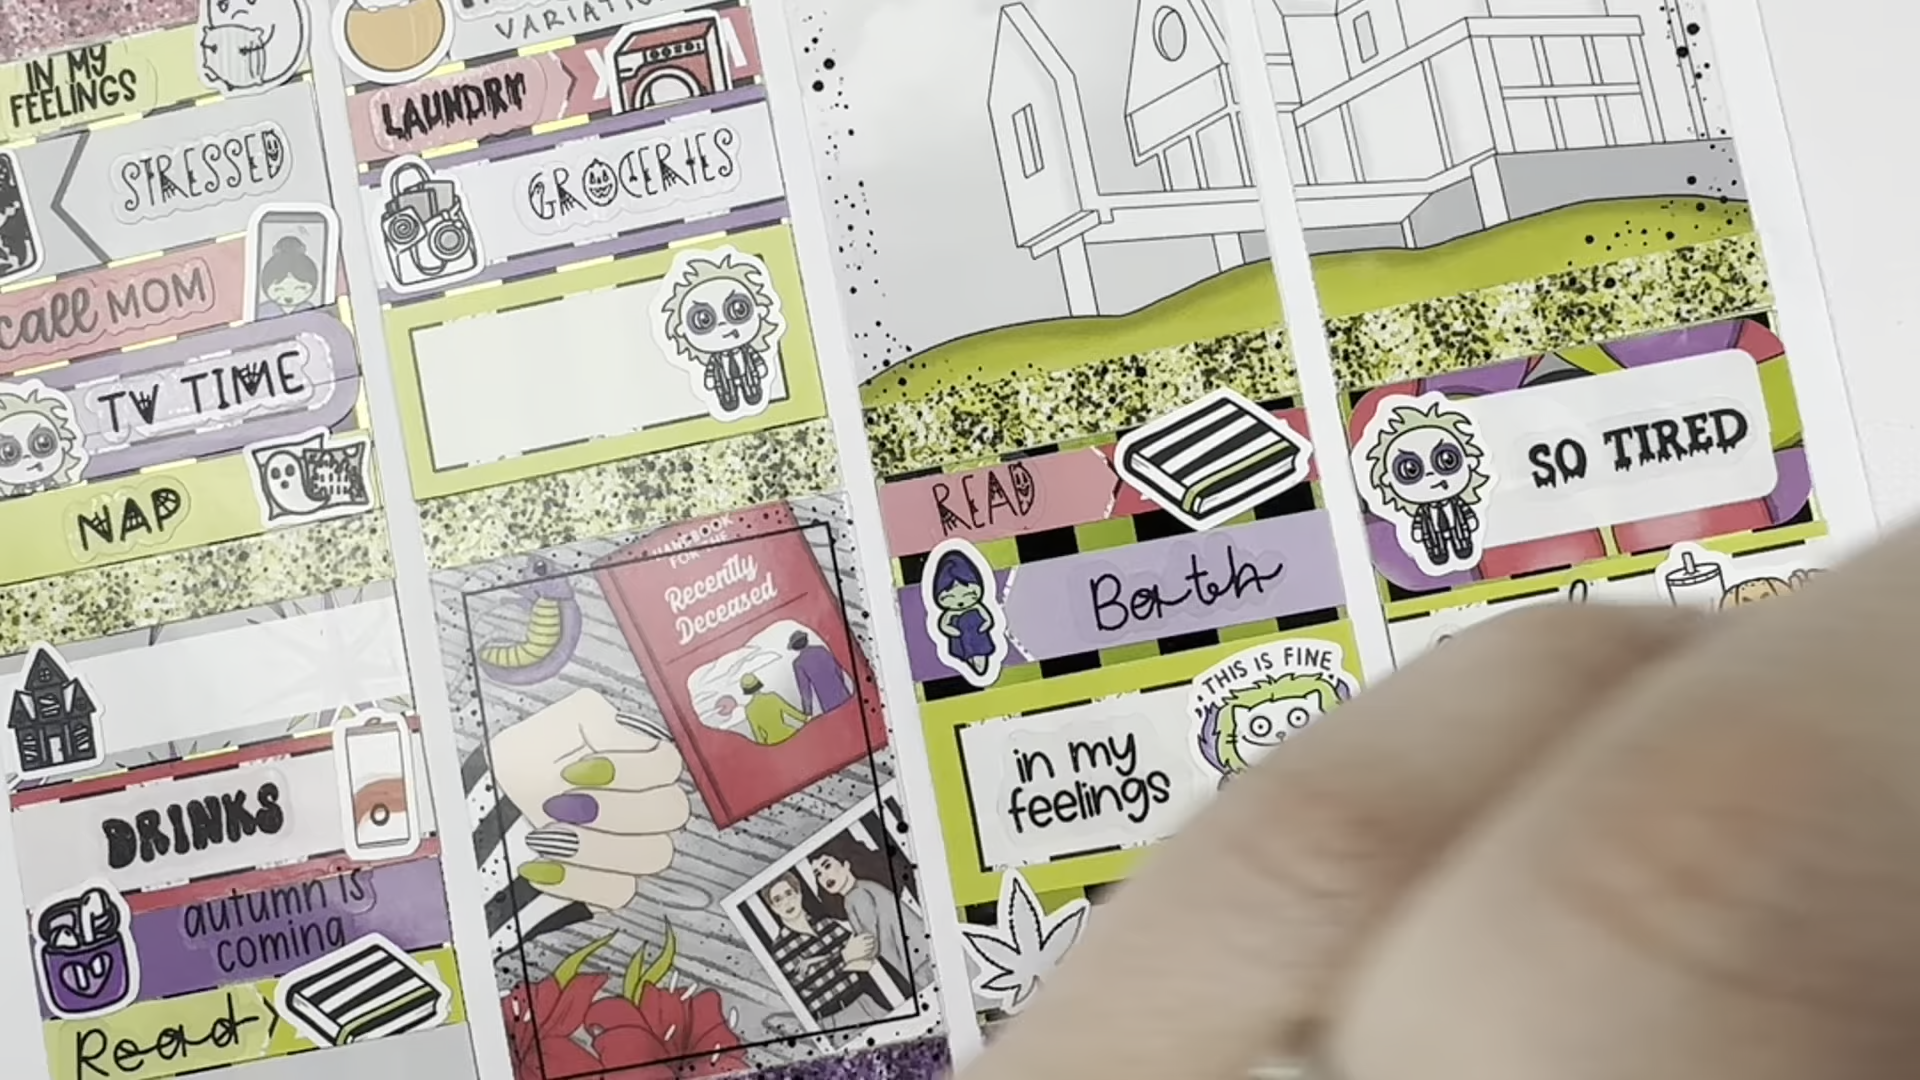 IN MY
FEELINGS
STRESSED
call MOM
TV TIME
NAP
DRINKS
autumn is
coming
Read
VARIATION
LAUNDRY
GROCERIES
HANDBOOK
FOR THE
Recently
Deceased
READ
Bath
THIS IS FINE
in my
feelings
SO TIRED